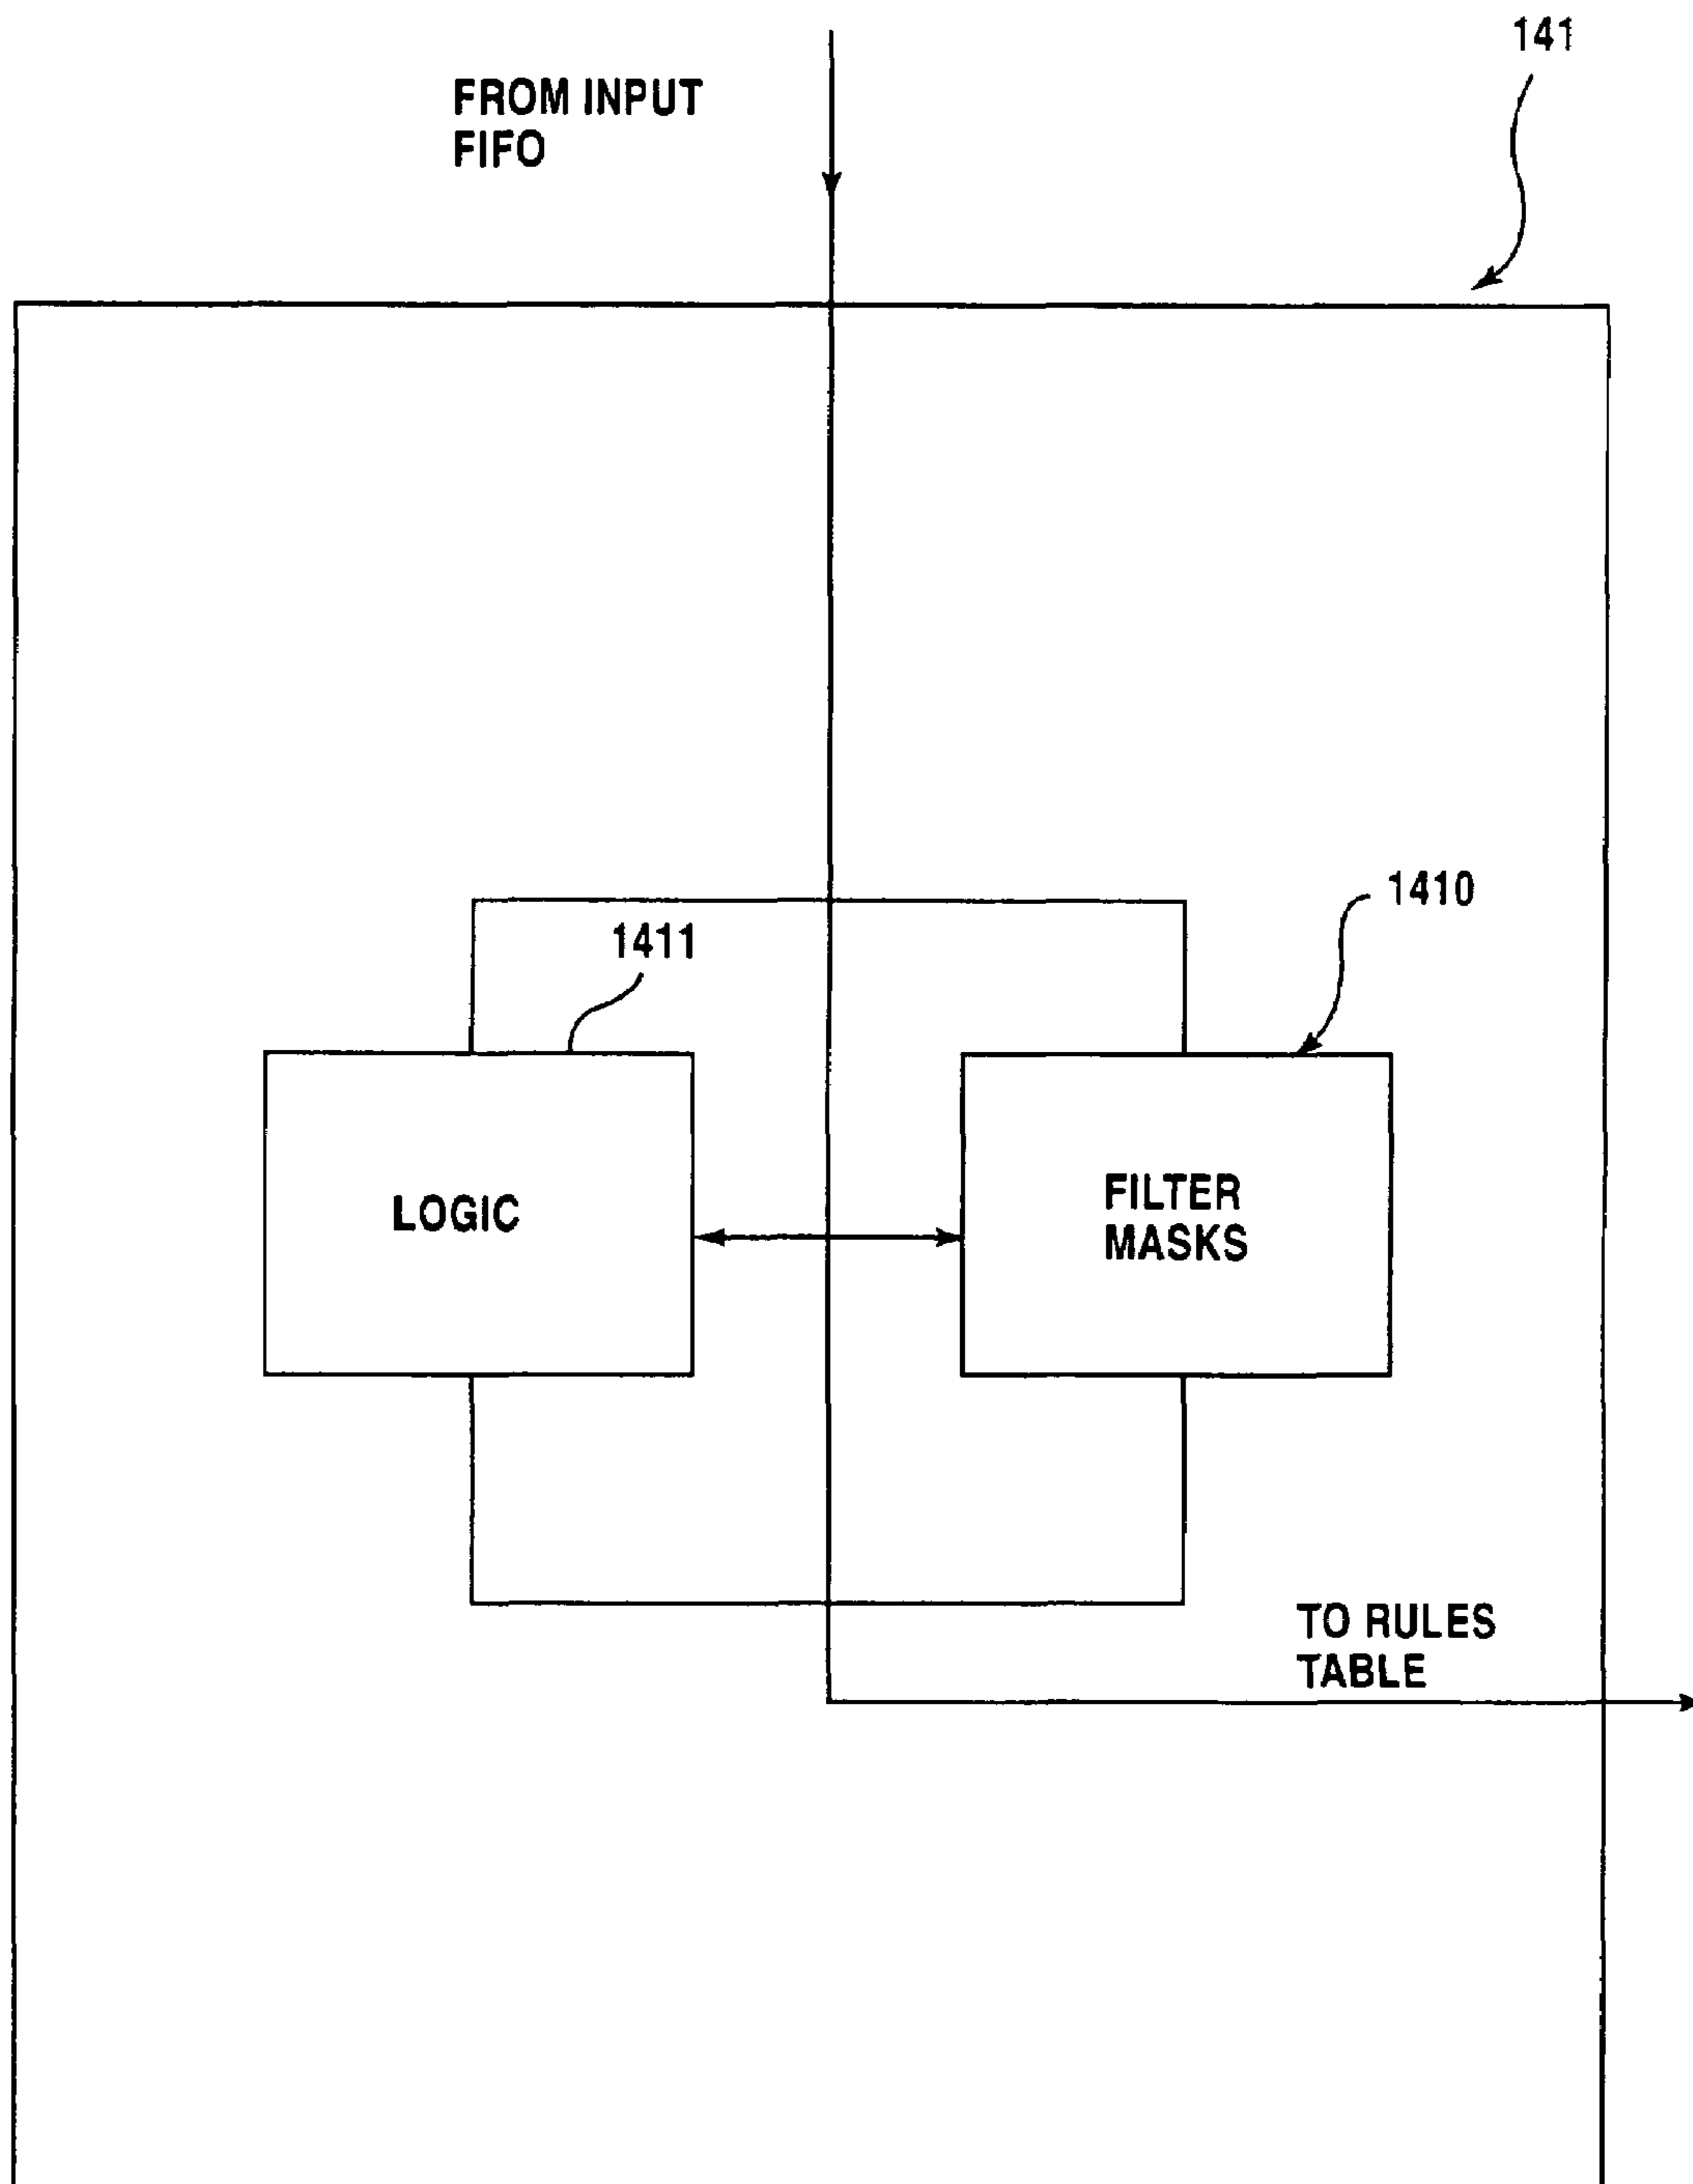 141
FROM INPUT
FIFO
1410
1411
LOGIC
FILTER
MASKS
TO RULES
TABLE